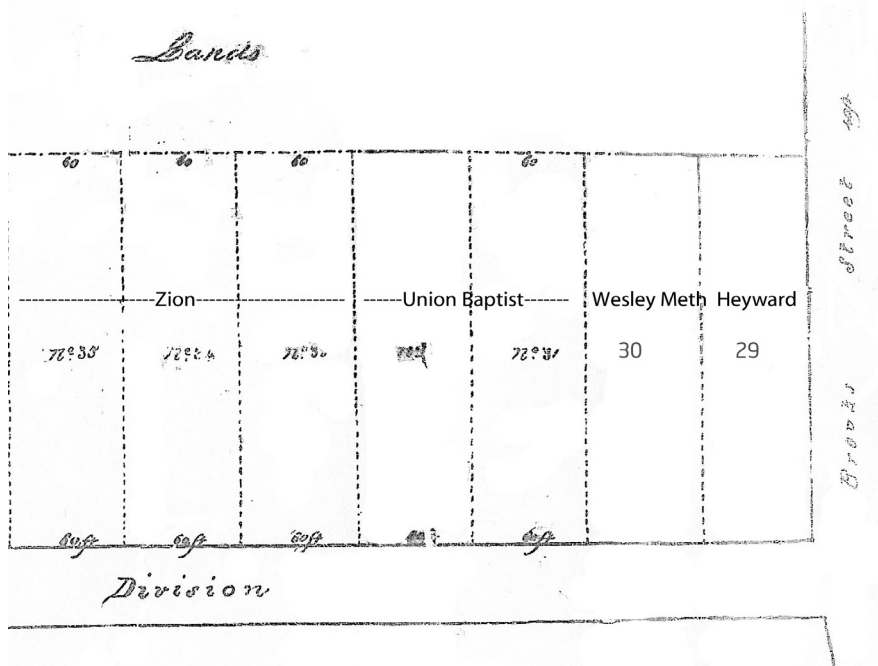 Lands
60 60 60 60
Zion Union Baptist Wesley Meth Heyward
No 35 No 31 30 29
60ft 60ft 60ft 60ft
Division
Brooks Street